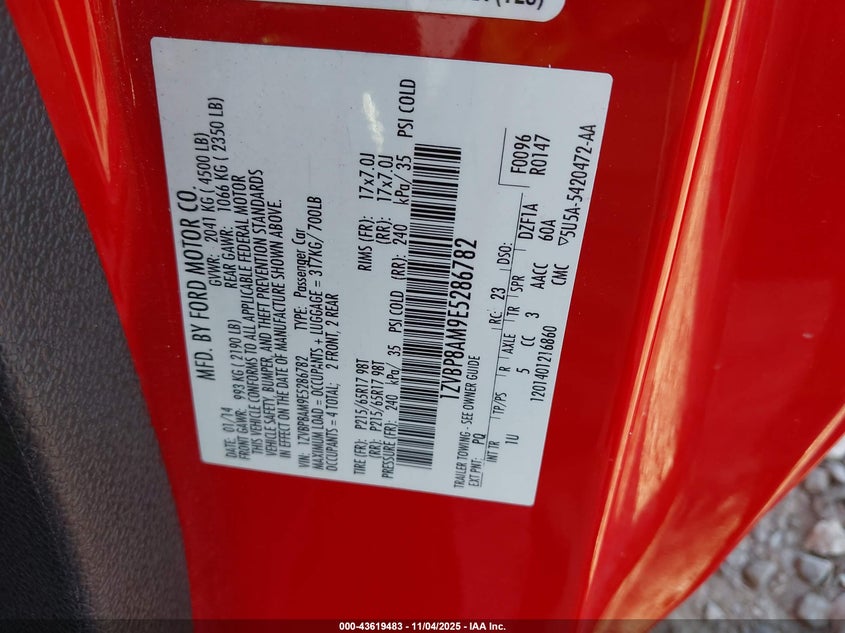 (720)
MFD. BY FORD MOTOR CO.
DATE: 01/14 GVWR: 2041 KG ( 4500 LB)
FRONT GAWR: 993 KG ( 2190 LB) REAR GAWR: 1066 KG ( 2350 LB)
THIS VEHICLE CONFORMS TO ALL APPLICABLE FEDERAL MOTOR
VEHICLE SAFETY, BUMPER, AND THEFT PREVENTION STANDARDS
IN EFFECT ON THE DATE OF MANUFACTURE SHOWN ABOVE.
VIN: 1ZVBP8AM9E5286782 TYPE: Passenger Car
MAXIMUM LOAD = OCCUPANTS + LUGGAGE = 317KG/ 700LB
OCCUPANTS = 4 TOTAL; 2 FRONT, 2 REAR
TIRE (FR): P215/65R17 98T RIMS (FR): 17x7.0J
(RR): P215/65R17 98T (RR): 17x7.0J
PRESSURE (FR): 240 kPa/ 35 PSI COLD (RR): 240 kPa/ 35 PSI COLD
1ZVBP8AM9E5286782
TRAILER TOWING - SEE OWNER GUIDE
EXT PNT: PQ RC: 23 DSO: F0096
INT TR TP/PS R AXLE TR SPR DZF1A R0147
1U 5 CC 3 AACC 60A
1201401216860 CMC ▽5U5A-5420472-AA
000-43619483 - 11/04/2025 - IAA Inc.